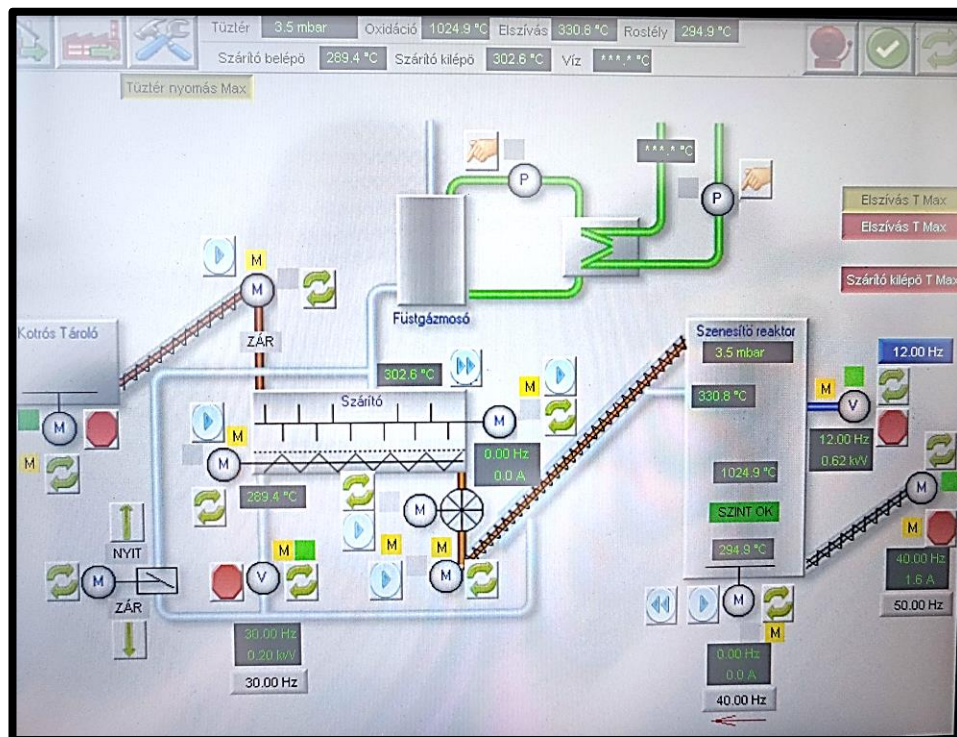 Tűztér 3.5 mbar Oxidáció 1024.9 °C Elszívás 330.8 °C Rostély 294.9 °C
Szárító belépő 289.4 °C Szárító kilépő 302.6 °C Víz ***.* °C
Tűztér nyomás Max
***.* °C
P
P
Elszívás T Max
Elszívás T Max
Szárító kilépő T Max
M
M
ZÁR
Füstgázmosó
Kotrós Tároló
Szenesítő reaktor
3.5 mbar
12.00 Hz
302.6 °C
330.8 °C
M
V
12.00 Hz
0.62 kW
Szárító
M
M
M
M
M
M
0.00 Hz
0.0 A
289.4 °C
1024.9 °C
SZINT OK
294.9 °C
M
M
40.00 Hz
1.6 A
50.00 Hz
M
NYIT
M
ZÁR
M
V
M
M
M
M
M
30.00 Hz
0.20 kW
30.00 Hz
0.00 Hz
0.0 A
40.00 Hz